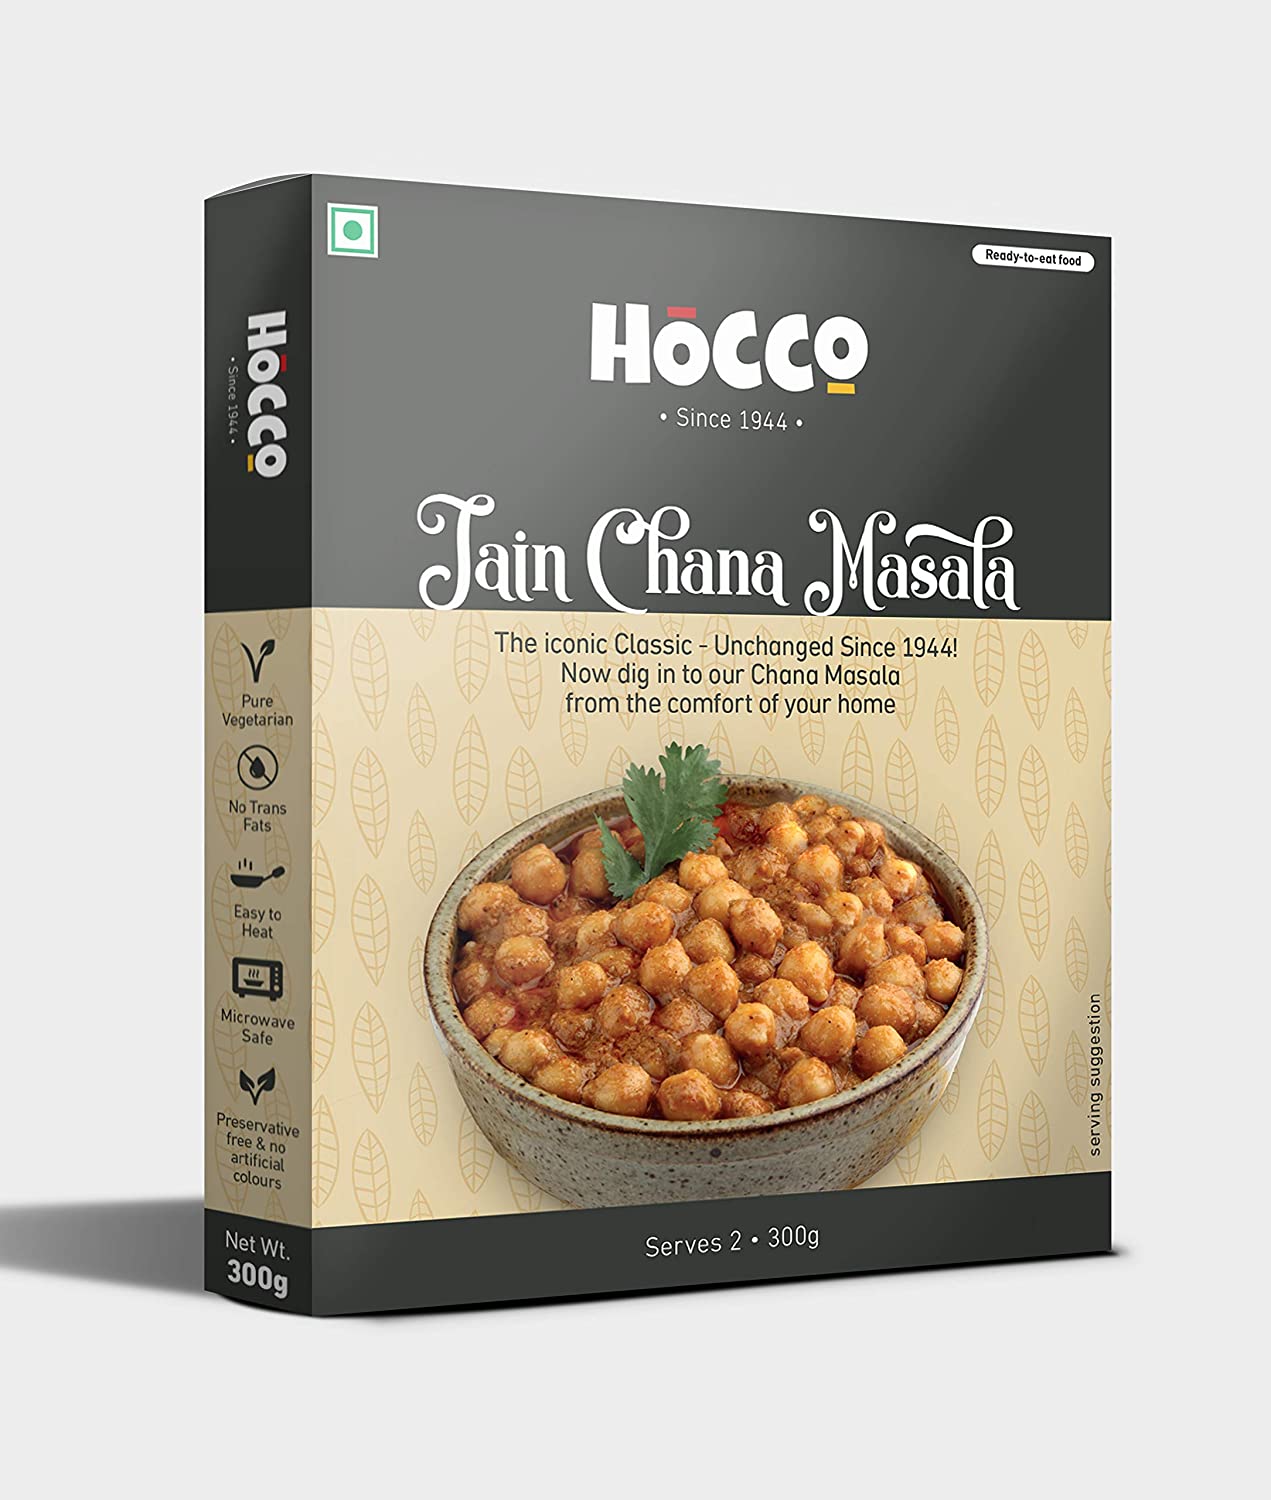 Ready-to-eat food
HOCCO
• Since 1944 •
Jain Chana Masala
The iconic Classic - Unchanged Since 1944!
Now dig in to our Chana Masala
from the comfort of your home
serving suggestion
Serves 2 • 300g
HOCCO
• Since 1944 •
Pure
Vegetarian
No Trans
Fats
Easy to
Heat
Microwave
Safe
Preservative
free & no
artificial
colours
Net Wt.
300g